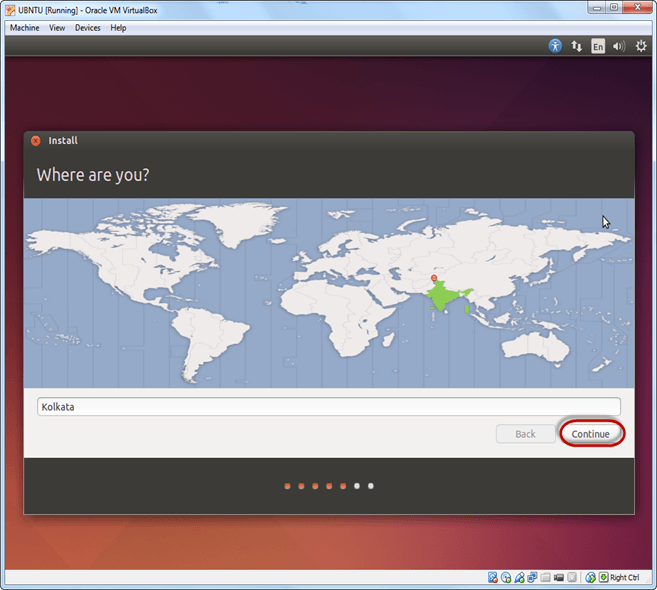 UBNTU [Running] - Oracle VM VirtualBox
Machine View Devices Help
En
Install
Where are you?
Kolkata
Back Continue
Right Ctrl